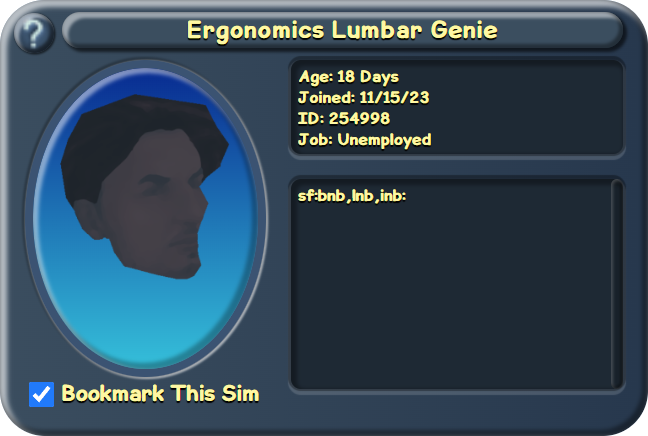 ?
Ergonomics Lumbar Genie
Age: 18 Days
Joined: 11/15/23
ID: 254998
Job: Unemployed
sf:bnb,lnb,inb:
Bookmark This Sim